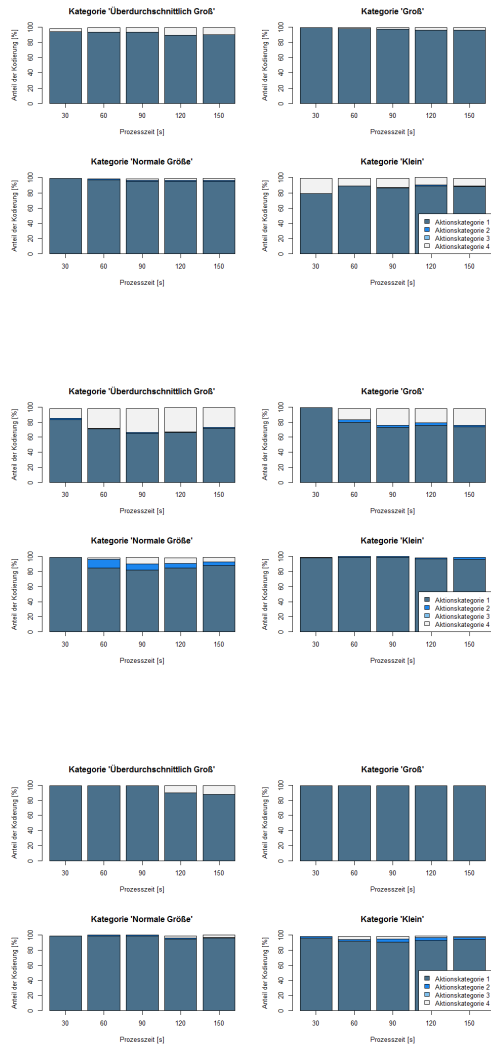 Kategorie 'Überdurchschnittlich Groß'
Anteil der Kodierung [%]
0 20 40 60 80 100
30 60 90 120 150
Prozesszeit [s]
Kategorie 'Groß'
Anteil der Kodierung [%]
0 20 40 60 80 100
30 60 90 120 150
Prozesszeit [s]
Kategorie 'Normale Größe'
Anteil der Kodierung [%]
0 20 40 60 80 100
30 60 90 120 150
Prozesszeit [s]
Kategorie 'Klein'
Anteil der Kodierung [%]
0 20 40 60 80 100
Aktionskategorie 1
Aktionskategorie 2
Aktionskategorie 3
Aktionskategorie 4
30 60 90 120 150
Prozesszeit [s]
Kategorie 'Überdurchschnittlich Groß'
Anteil der Kodierung [%]
0 20 40 60 80 100
30 60 90 120 150
Prozesszeit [s]
Kategorie 'Groß'
Anteil der Kodierung [%]
0 20 40 60 80 100
30 60 90 120 150
Prozesszeit [s]
Kategorie 'Normale Größe'
Anteil der Kodierung [%]
0 20 40 60 80 100
30 60 90 120 150
Prozesszeit [s]
Kategorie 'Klein'
Anteil der Kodierung [%]
0 20 40 60 80 100
Aktionskategorie 1
Aktionskategorie 2
Aktionskategorie 3
Aktionskategorie 4
30 60 90 120 150
Prozesszeit [s]
Kategorie 'Überdurchschnittlich Groß'
Anteil der Kodierung [%]
0 20 40 60 80 100
30 60 90 120 150
Prozesszeit [s]
Kategorie 'Groß'
Anteil der Kodierung [%]
0 20 40 60 80 100
30 60 90 120 150
Prozesszeit [s]
Kategorie 'Normale Größe'
Anteil der Kodierung [%]
0 20 40 60 80 100
30 60 90 120 150
Prozesszeit [s]
Kategorie 'Klein'
Anteil der Kodierung [%]
0 20 40 60 80 100
Aktionskategorie 1
Aktionskategorie 2
Aktionskategorie 3
Aktionskategorie 4
30 60 90 120 150
Prozesszeit [s]